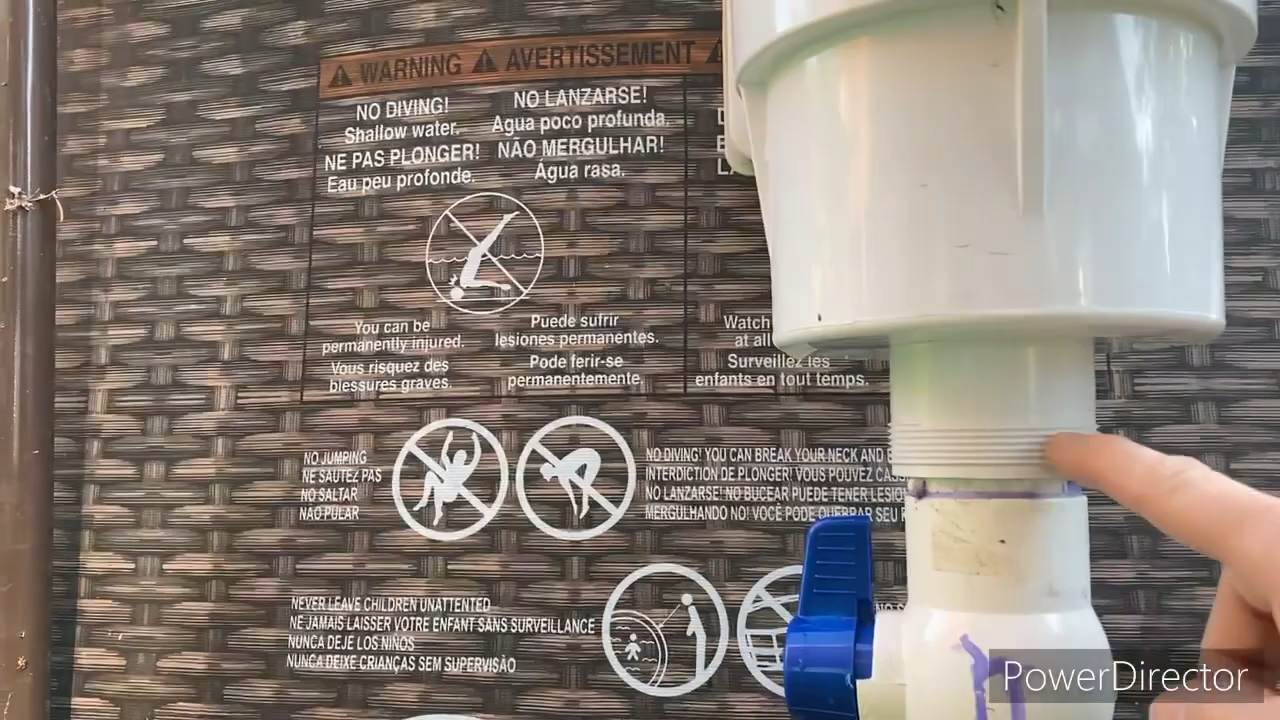 WARNING AVERTISSEMENT
NO DIVING!
Shallow water.
NE PAS PLONGER!
Eau peu profonde.
NO LANZARSE!
Agua poco profunda.
NÃO MERGULHAR!
Água rasa.
You can be
permanently injured.
Vous risquez des
blessures graves.
Puede sufrir
lesiones permanentes.
Pode ferir-se
permanentemente.
Watch
at all
Surveillez les
enfants en tout temps.
NO JUMPING
NE SAUTEZ PAS
NO SALTAR
NAO PULAR
NO DIVING! YOU CAN BREAK YOUR NECK AND
INTERDICTION DE PLONGER! VOUS POUVEZ
NO LANZARSE! NO BUCEAR PUEDE TENER
MERGULHANDO NO! VOCÊ PODE QUEBRAR SEU
NEVER LEAVE CHILDREN UNATTENTED
NE JAMAIS LAISSER VOTRE ENFANT SANS SURVEILLANCE
NUNCA DEJE LOS NIÑOS
NUNCA DEIXE CRIANÇAS SEM SUPERVISÃO
PowerDirector